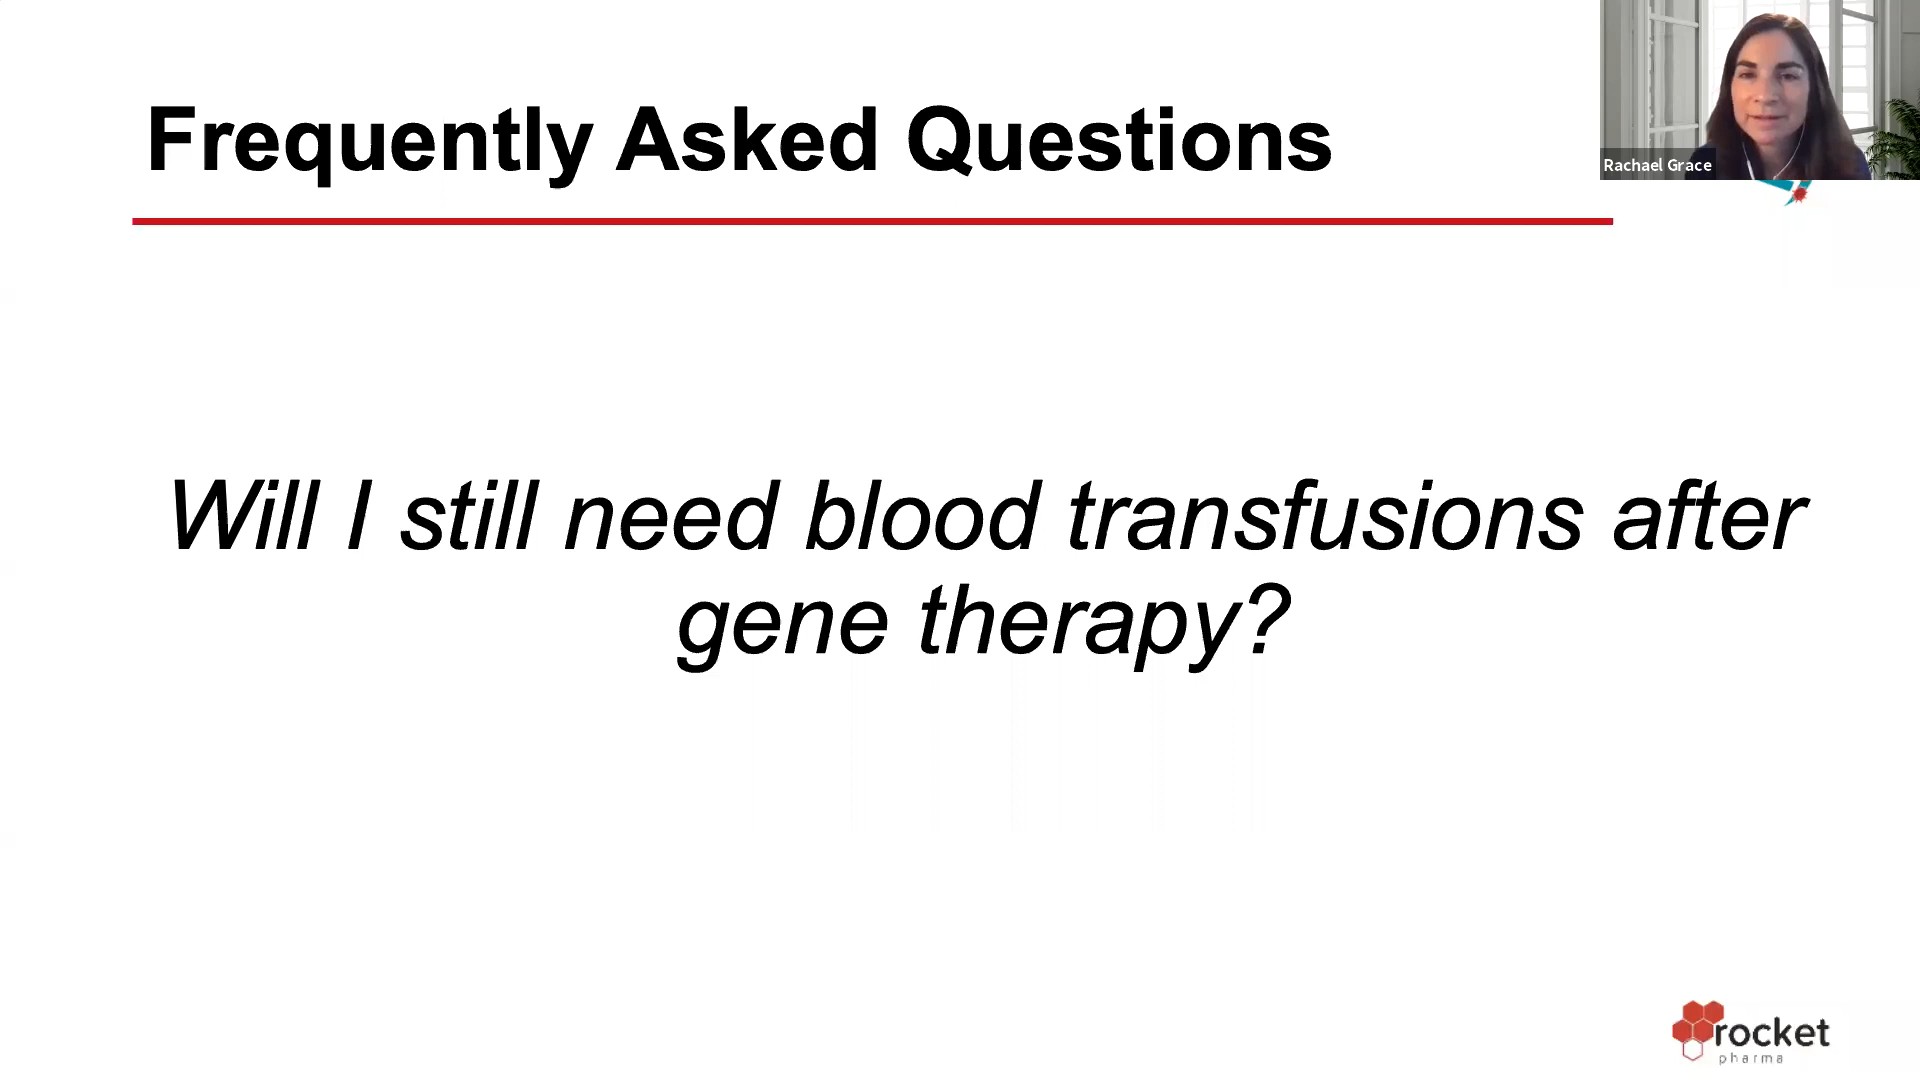 Frequently Asked Questions
Rachael Grace
Will I still need blood transfusions after
gene therapy?
rocket
pharma